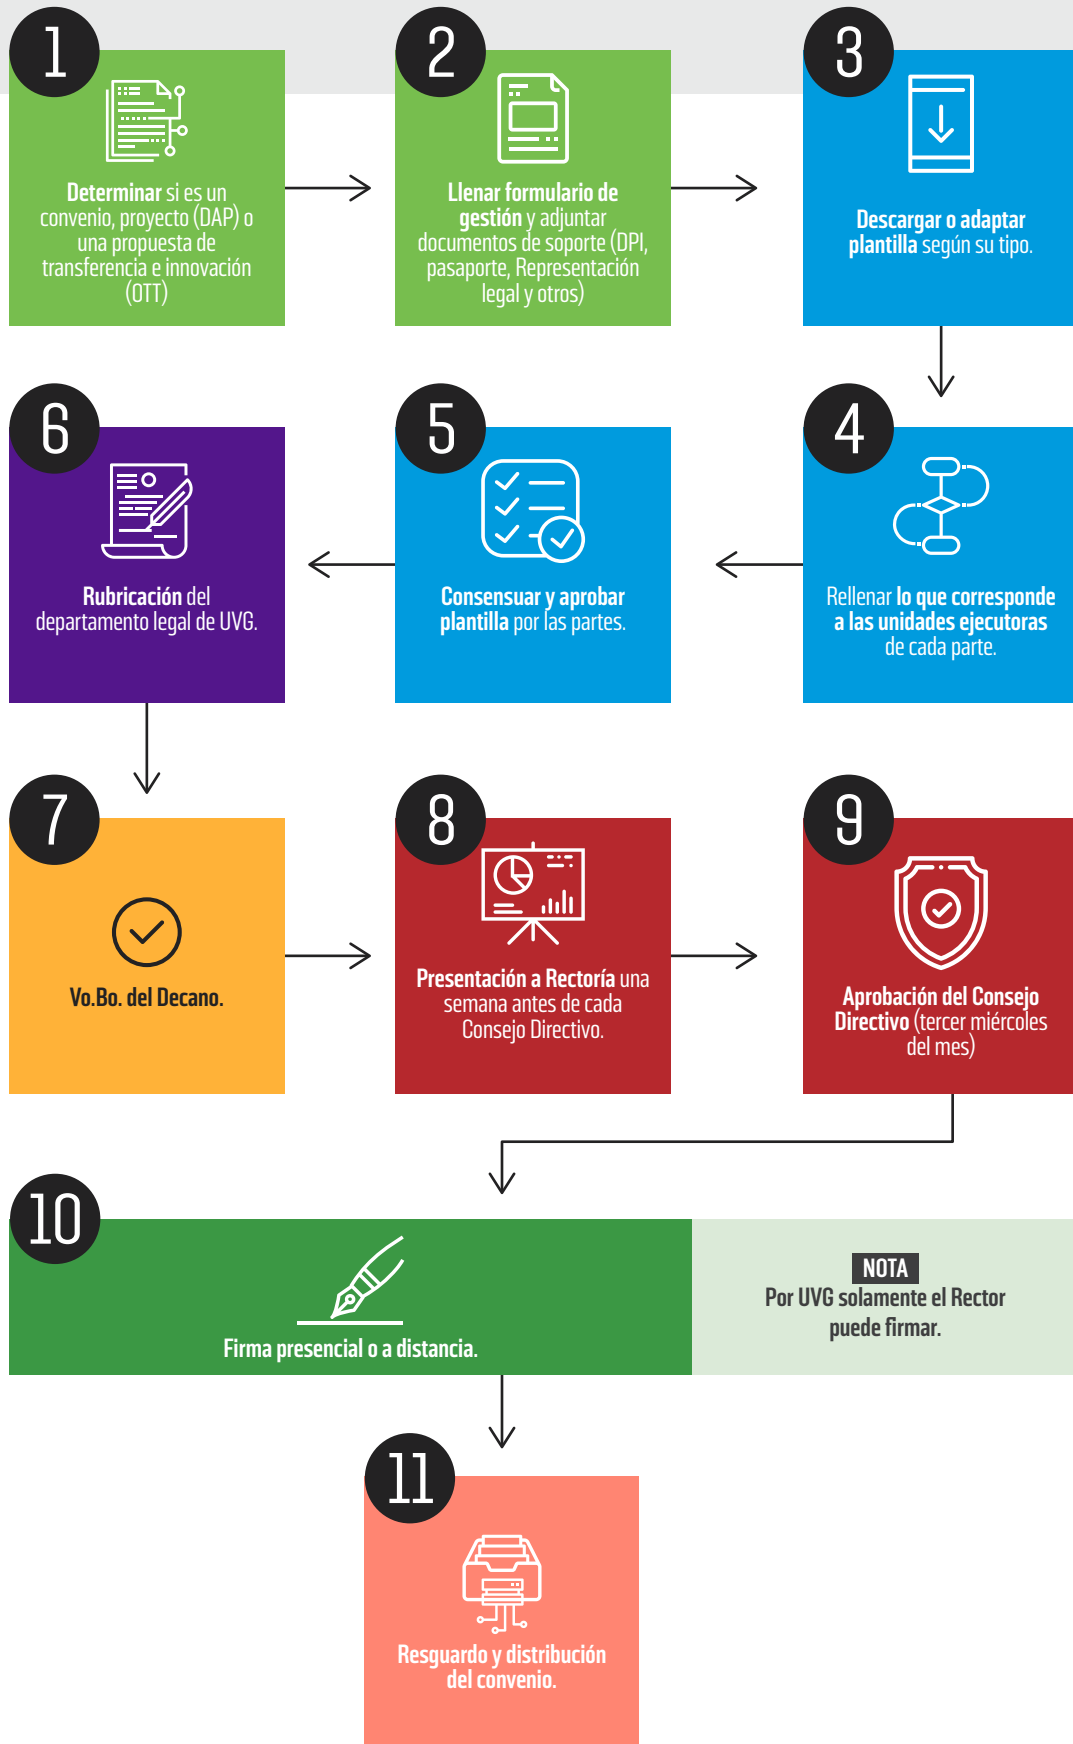 1
Determinar si es un
convenio, proyecto (DAP) o
una propuesta de
transferencia e innovación
(OTT)
2
Llenar formulario de
gestión y adjuntar
documentos de soporte (DPI,
pasaporte, Representación
legal y otros)
3
Descargar o adaptar
plantilla según su tipo.
4
Rellenar lo que corresponde
a las unidades ejecutoras
de cada parte.
5
Consensuar y aprobar
plantilla por las partes.
6
Rubricación del
departamento legal de UVG.
7
Vo.Bo. del Decano.
8
Presentación a Rectoría una
semana antes de cada
Consejo Directivo.
9
Aprobación del Consejo
Directivo (tercer miércoles
del mes)
10
Firma presencial o a distancia.
NOTA
Por UVG solamente el Rector
puede firmar.
11
Resguardo y distribución
del convenio.